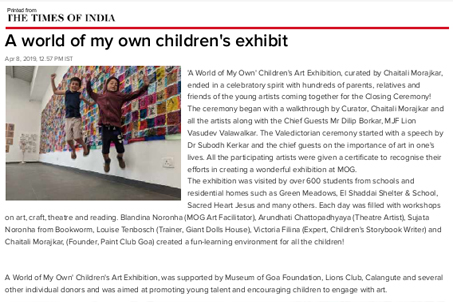 Printed from
THE TIMES OF INDIA
A world of my own children's exhibit
Apr 8, 2019, 12.57 PM IST
'A World of My Own' Children's Art Exhibition, curated by Chaitali Morajkar,
ended in a celebratory spirit with hundreds of parents, relatives and
friends of the young artists coming together for the Closing Ceremony!
The ceremony began with a walkthrough by Curator, Chaitali Morajkar and
all the artists along with the Chief Guests Mr Dilip Borkar, MJF Lion
Vasudev Valawalkar. The Valedictorian ceremony started with a speech by
Dr Subodh Kerkar and the chief guests on the importance of art in one's
lives. All the participating artists were given a certificate to recognise their
efforts in creating a wonderful exhibition at MOG.
The exhibition was visited by over 600 students from schools and
residential homes such as Green Meadows, El Shaddai Shelter & School,
Sacred Heart Jesus and many others. Each day was filled with workshops
on art, craft, theatre and reading. Blandina Noronha (MOG Art Facilitator), Arundhati Chattopadhyaya (Theatre Artist), Sujata
Noronha from Bookworm, Louise Tenbosch (Trainer, Giant Dolls House), Victoria Filina (Expert, Children's Storybook Writer) and
Chaitali Morajkar, (Founder, Paint Club Goa) created a fun-learning environment for all the children!
A World of My Own' Children's Art Exhibition, was supported by Museum of Goa Foundation, Lions Club, Calangute and several
other individual donors and was aimed at promoting young talent and encouraging children to engage with art.